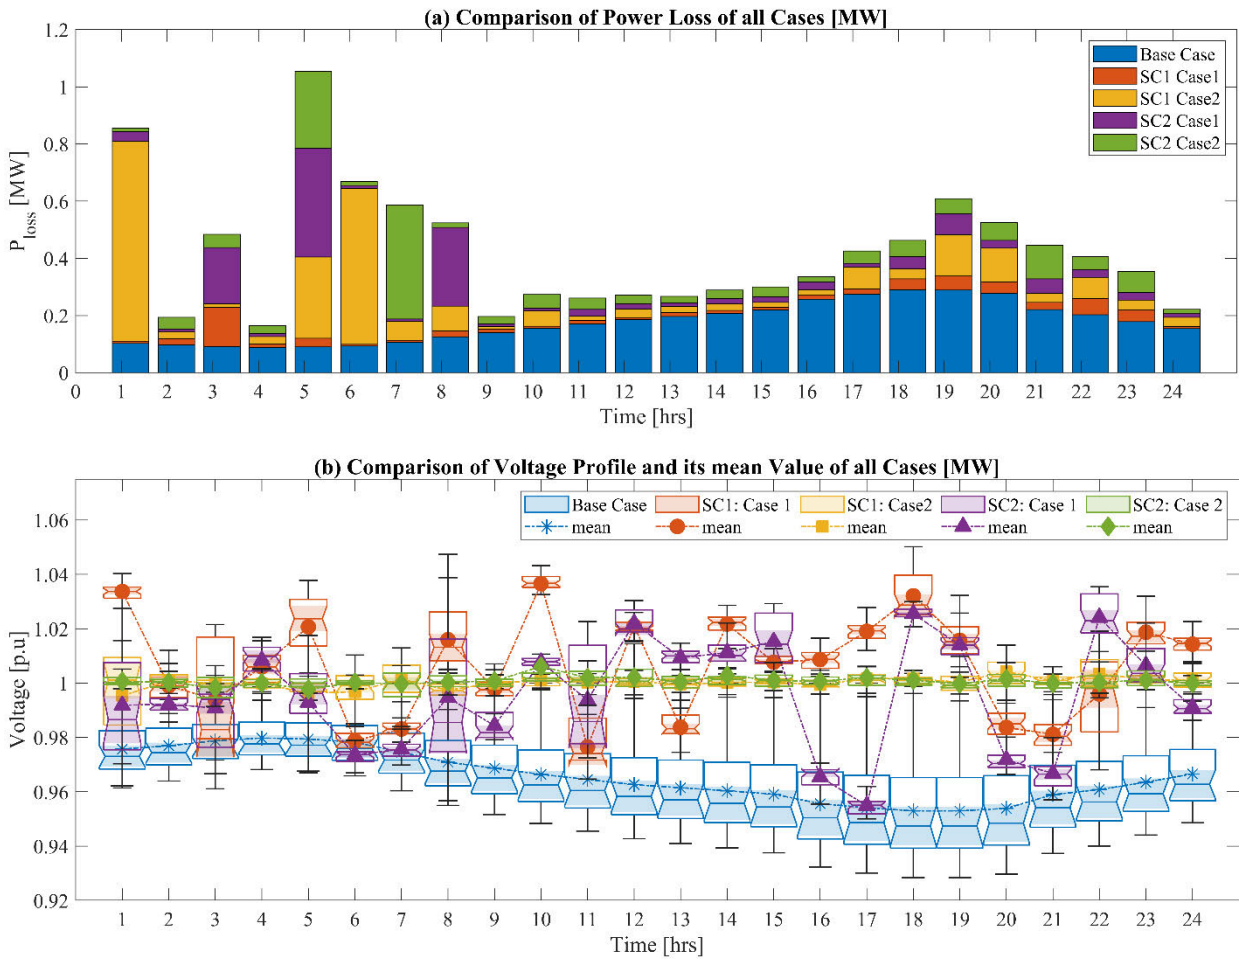 (a) Comparison of Power Loss of all Cases [MW]
1.2
1
0.8
0.6
0.4
0.2
0
P_loss [MW]
Base Case
SC1 Case1
SC1 Case2
SC2 Case1
SC2 Case2
0 1 2 3 4 5 6 7 8 9 10 11 12 13 14 15 16 17 18 19 20 21 22 23 24
Time [hrs]
(b) Comparison of Voltage Profile and its mean Value of all Cases [MW]
Base Case SC1: Case 1 SC1: Case2 SC2: Case 1 SC2: Case 2
mean mean mean mean mean
1.06
1.04
1.02
1
0.98
0.96
0.94
0.92
Voltage [p.u]
1 2 3 4 5 6 7 8 9 10 11 12 13 14 15 16 17 18 19 20 21 22 23 24
Time [hrs]